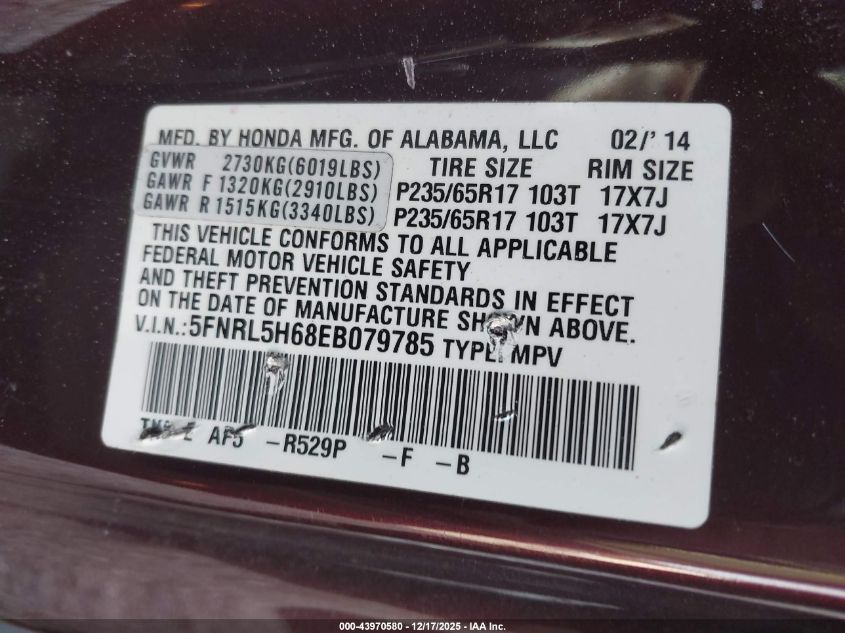 MFD. BY HONDA MFG. OF ALABAMA, LLC 02/' 14
GVWR 2730KG(6019LBS) TIRE SIZE RIM SIZE
GAWR F 1320KG(2910LBS) P235/65R17 103T 17X7J
GAWR R 1515KG(3340LBS) P235/65R17 103T 17X7J
THIS VEHICLE CONFORMS TO ALL APPLICABLE
FEDERAL MOTOR VEHICLE SAFETY
AND THEFT PREVENTION STANDARDS IN EFFECT
ON THE DATE OF MANUFACTURE SHOWN ABOVE.
V.I.N.:5FNRL5H68EB079785 TYPE: MPV
-R529P -F -B
000-43970580 - 12/17/2025 - IAA Inc.